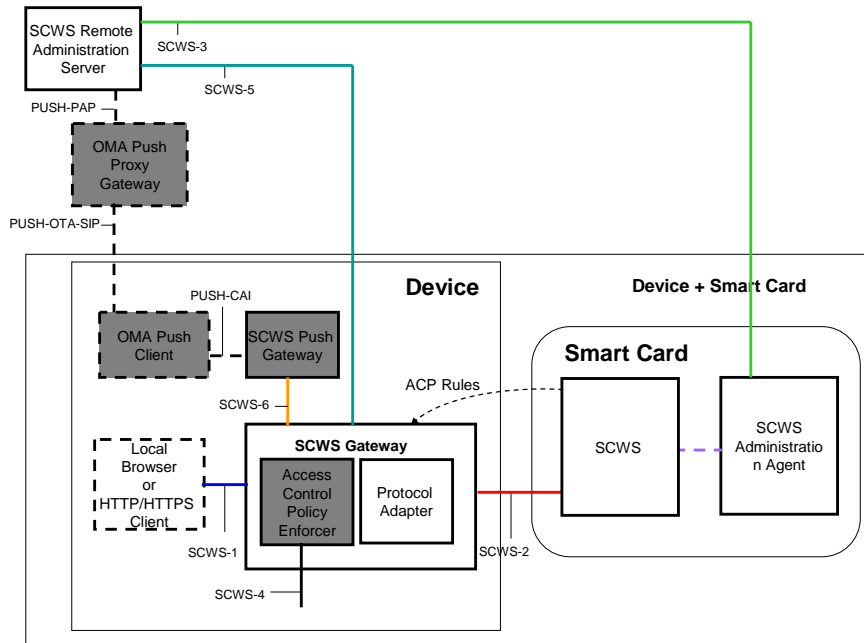 SCWS Remote
Administration
Server
SCWS-3
SCWS-5
PUSH-PAP
OMA Push
Proxy
Gateway
PUSH-OTA-SIP
Device
Device + Smart Card
PUSH-CAI
OMA Push
Client
SCWS Push
Gateway
Smart Card
ACP Rules
SCWS-6
SCWS
SCWS
Administratio
n Agent
Local
Browser
or
HTTP/HTTPS
Client
SCWS Gateway
Access
Control
Policy
Enforcer
Protocol
Adapter
SCWS-1
SCWS-2
SCWS-4